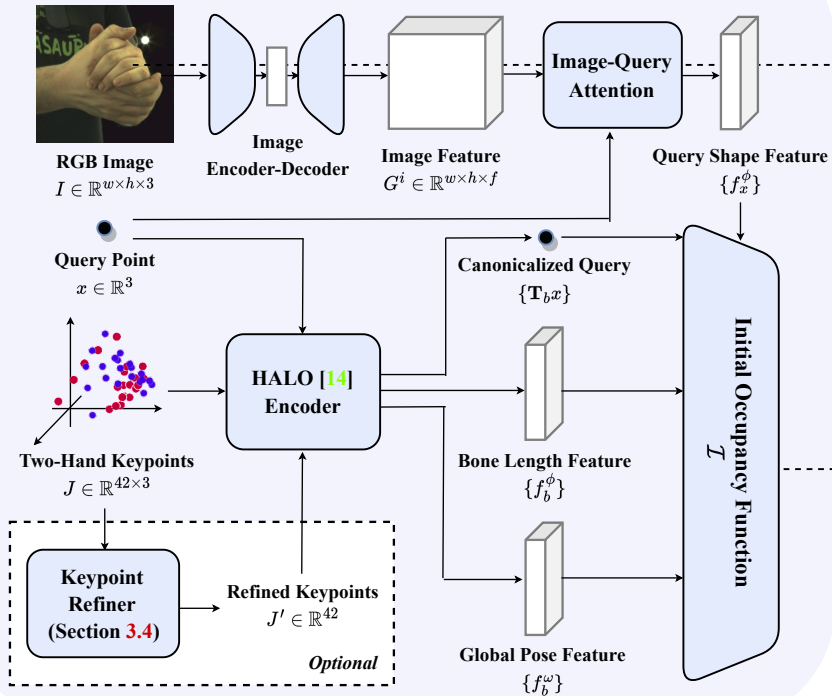 ASAUR
RGB Image
I ∈ ℝ^{w×h×3}
Image
Encoder-Decoder
Image Feature
G^i ∈ ℝ^{w×h×f}
Image-Query
Attention
Query Shape Feature
{f_x^ϕ}
Query Point
x ∈ ℝ^3
Canonicalized Query
{𝐓_b x}
HALO [14]
Encoder
Two-Hand Keypoints
J ∈ ℝ^{42×3}
Bone Length Feature
{f_b^ϕ}
Initial Occupancy Function
ℐ
Keypoint
Refiner
(Section 3.4)
Refined Keypoints
J′ ∈ ℝ^{42}
Optional
Global Pose Feature
{f_b^ω}